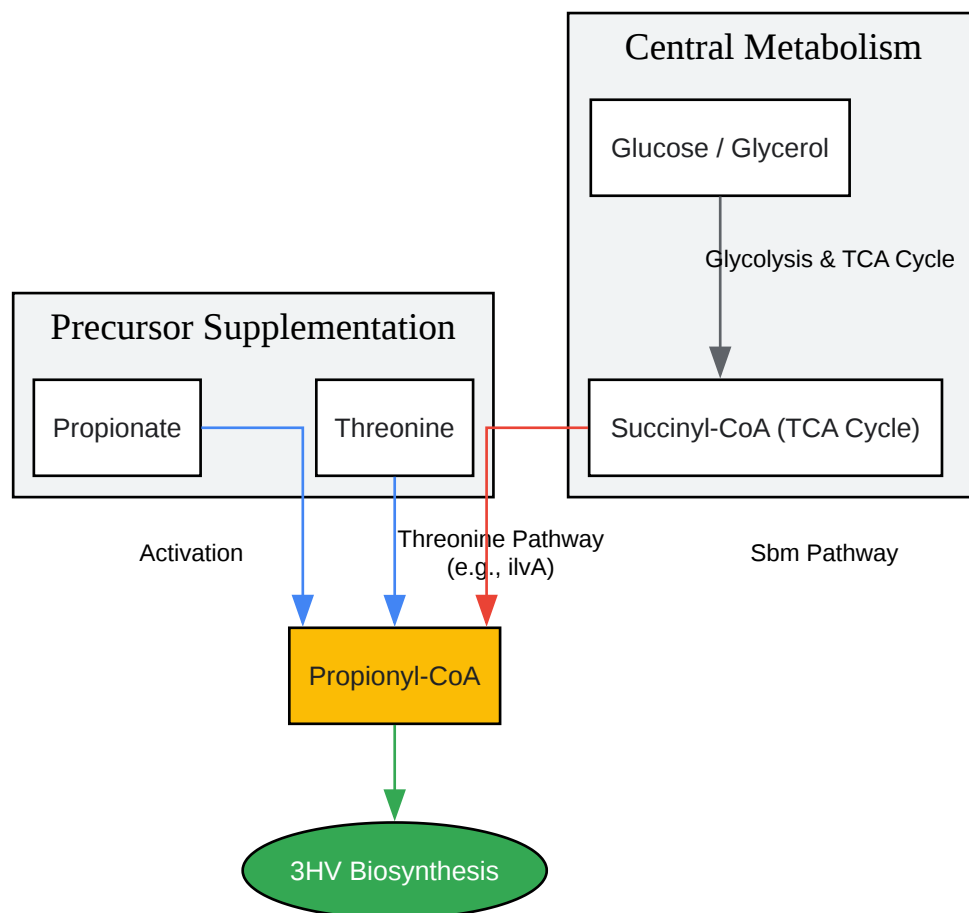 Central Metabolism
Glucose / Glycerol
Glycolysis & TCA Cycle
Precursor Supplementation
Propionate
Threonine
Succinyl-CoA (TCA Cycle)
Activation
Threonine Pathway
(e.g., ilvA)
Sbm Pathway
Propionyl-CoA
3HV Biosynthesis